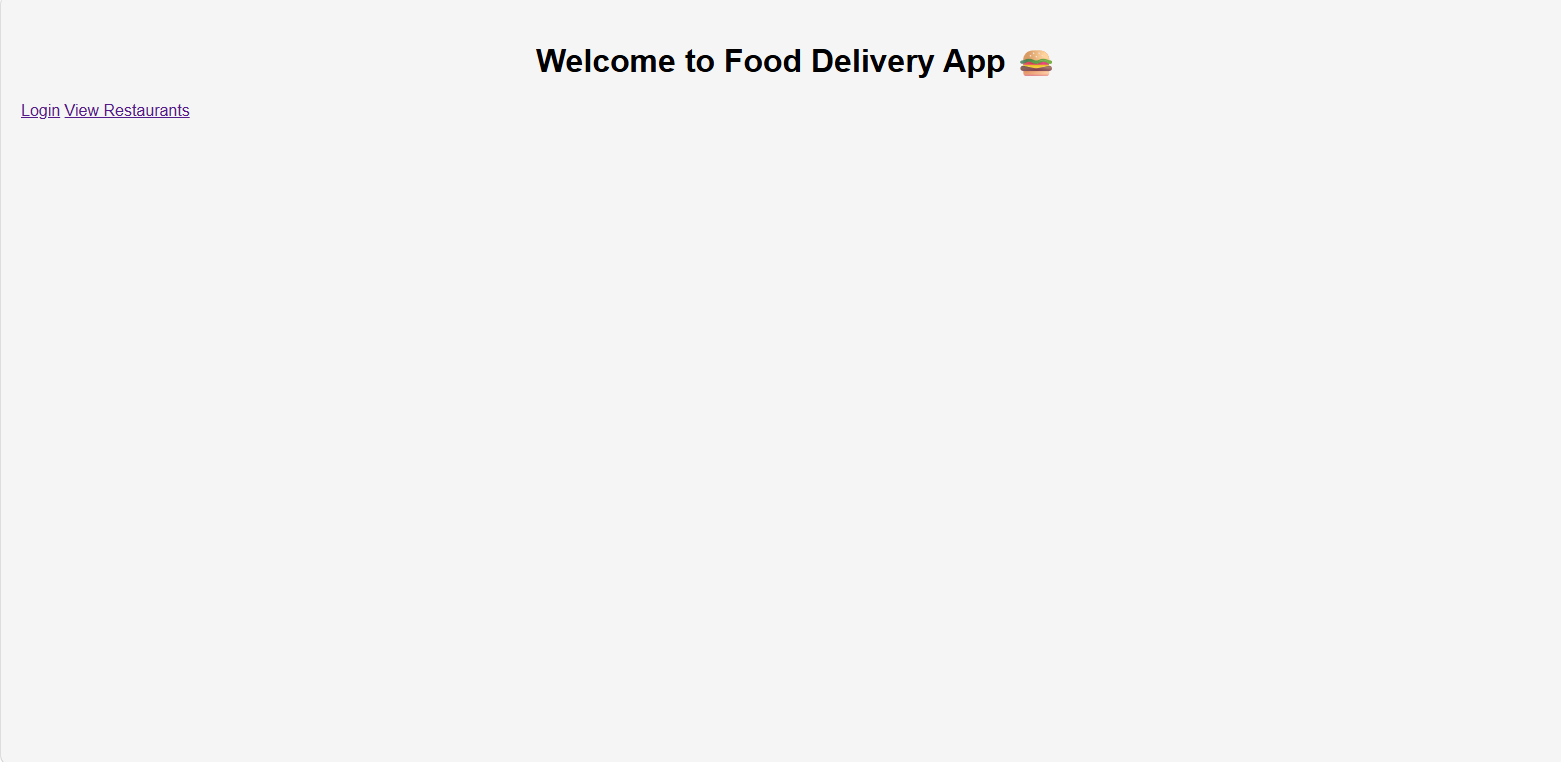 Welcome to Food Delivery App 🍔
Login View Restaurants